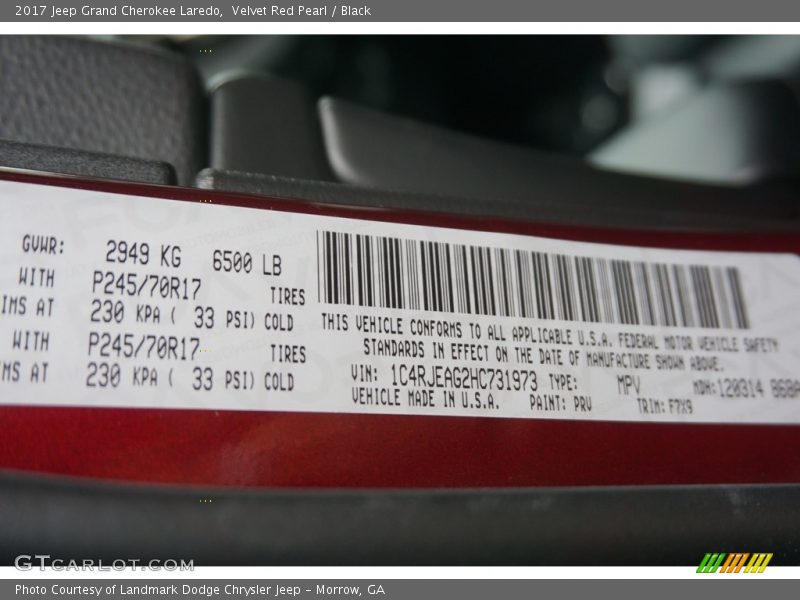 2017 Jeep Grand Cherokee Laredo, Velvet Red Pearl / Black
GVWR: 2949 KG 6500 LB
WITH P245/70R17 TIRES
IMS AT 230 KPA ( 33 PSI) COLD
WITH P245/70R17 TIRES
IMS AT 230 KPA ( 33 PSI) COLD
THIS VEHICLE CONFORMS TO ALL APPLICABLE U.S.A. FEDERAL MOTOR VEHICLE SAFETY
STANDARDS IN EFFECT ON THE DATE OF MANUFACTURE SHOWN ABOVE.
VIN: 1C4RJEAG2HC731973 TYPE: MPV MDH:120314
VEHICLE MADE IN U.S.A. PAINT: PRV TRIM: F7X9
GTCARLOT.COM
Photo Courtesy of Landmark Dodge Chrysler Jeep – Morrow, GA